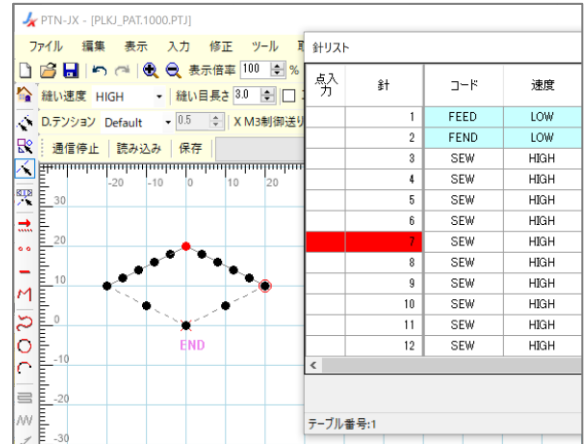 PTN-JX - [PLKJ_PAT.1000.PTJ]
ファイル 編集 表示 入力 修正 ツール
表示倍率 100 %
縫い速度 HIGH 縫い目長さ 3.0
D.テンション Default 0.5 X M3制御送り
通信停止 読み込み 保存
-20 -10 0 10 20
30
20
10
0
-10
-20
-30
END
針リスト
点入力 針 コード 速度
1 FEED LOW
2 FEND LOW
3 SEW HIGH
4 SEW HIGH
5 SEW HIGH
6 SEW HIGH
7 SEW HIGH
8 SEW HIGH
9 SEW HIGH
10 SEW HIGH
11 SEW HIGH
12 SEW HIGH
テーブル番号:1